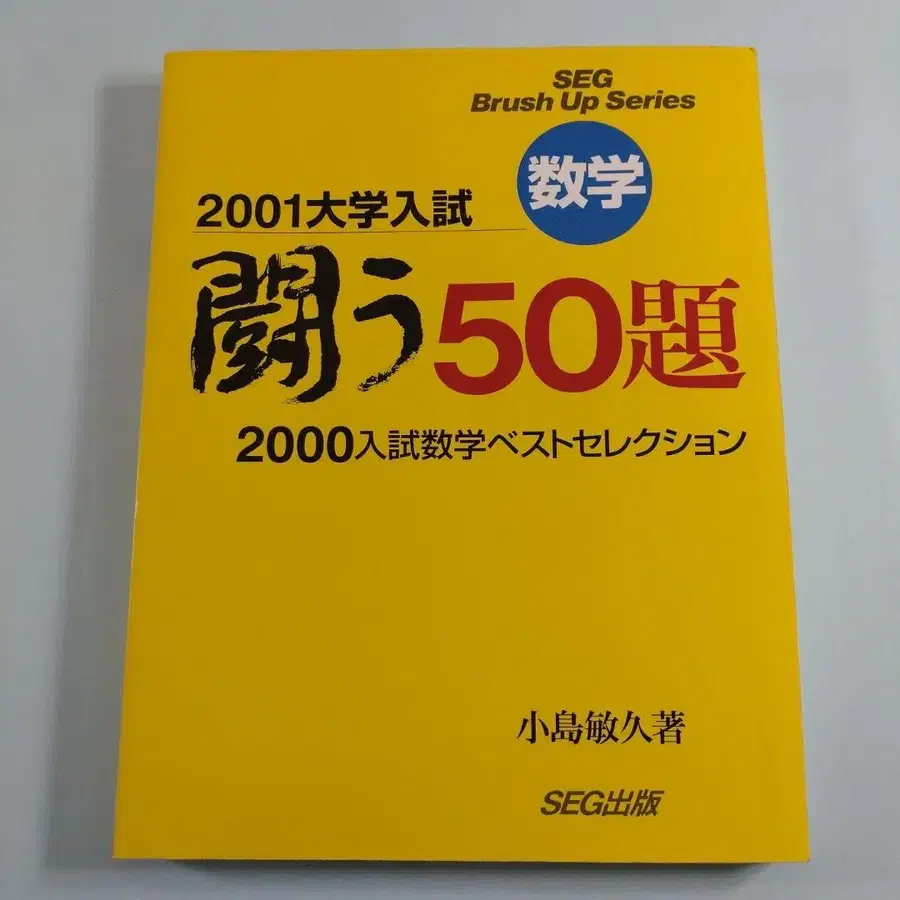 SEG
Brush Up Series
数学
2001大学入試
闘う50題
2000入試数学ベストセレクション
小島敏久著
SEG出版